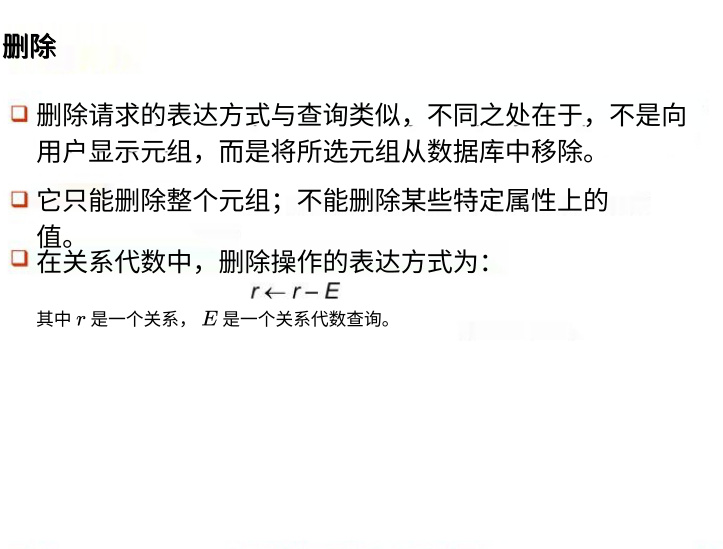 删除
删除请求的表达方式与查询类似，不同之处在于，不是向
用户显示元组，而是将所选元组从数据库中移除。
它只能删除整个元组；不能删除某些特定属性上的
值。
在关系代数中，删除操作的表达方式为：
r ← r – E
其中 r 是一个关系， E 是一个关系代数查询。